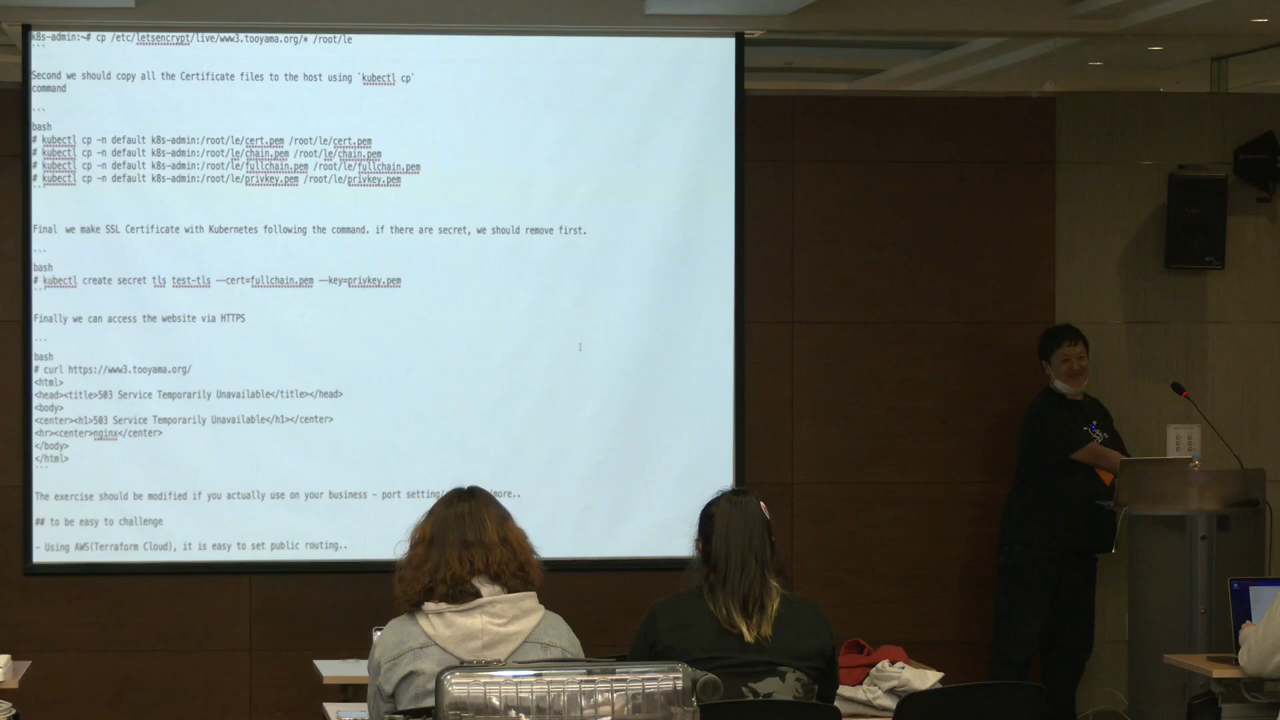 k8s-admin:~# cp /etc/letsencrypt/live/www3.tooyama.org/* /root/le
```
Second we should copy all the Certificate files to the host using `kubectl cp`
command
```
bash
# kubectl cp -n default k8s-admin:/root/le/cert.pem /root/le/cert.pem
# kubectl cp -n default k8s-admin:/root/le/chain.pem /root/le/chain.pem
# kubectl cp -n default k8s-admin:/root/le/fullchain.pem /root/le/fullchain.pem
# kubectl cp -n default k8s-admin:/root/le/privkey.pem /root/le/privkey.pem
```
Final  we make SSL Certificate with Kubernetes following the command. if there are secret, we should remove first.
```
bash
# kubectl create secret tls test-tls --cert=fullchain.pem --key=privkey.pem
```
Finally we can access the website via HTTPS
```
bash
# curl https://www3.tooyama.org/
<html>
<head><title>503 Service Temporarily Unavailable</title></head>
<body>
<center><h1>503 Service Temporarily Unavailable</h1></center>
<hr><center>nginx</center>
</body>
</html>
```
The exercise should be modified if you actually use on your business - port setting/ /more..
## to be easy to challenge
- Using AWS(Terraform Cloud), it is easy to set public routing..